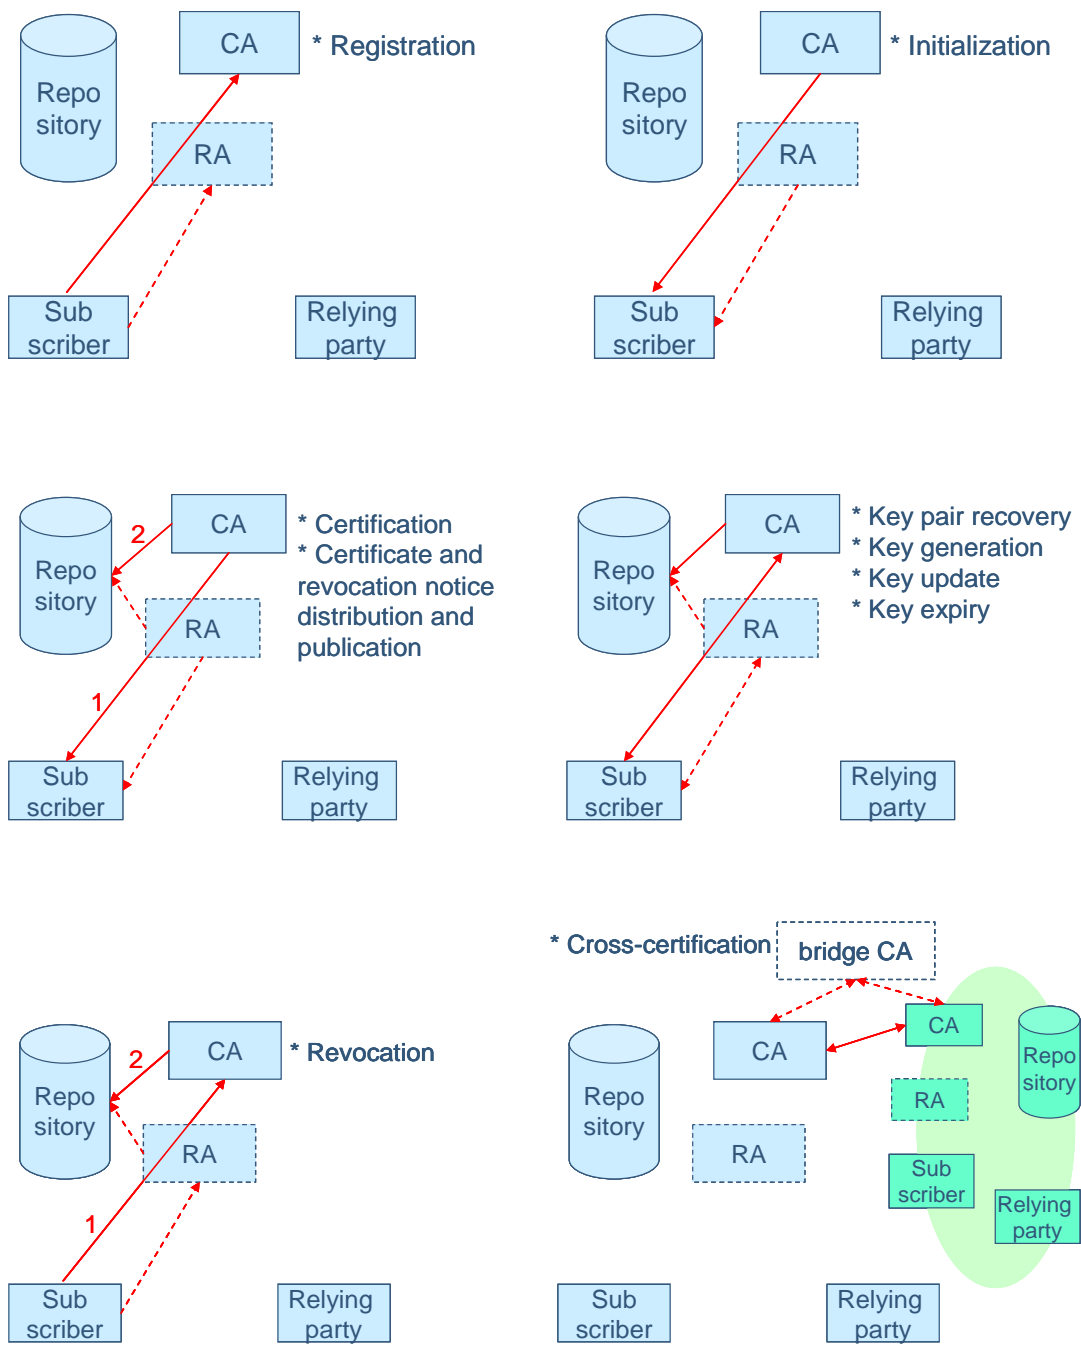 CA
* Registration
Repo
sitory
RA
Sub
scriber
Relying
party
CA
* Initialization
Repo
sitory
RA
Sub
scriber
Relying
party
2
CA
* Certification
* Certificate and
revocation notice
distribution and
publication
Repo
sitory
RA
1
Sub
scriber
Relying
party
CA
* Key pair recovery
* Key generation
* Key update
* Key expiry
Repo
sitory
RA
Sub
scriber
Relying
party
2
CA
* Revocation
Repo
sitory
RA
1
Sub
scriber
Relying
party
* Cross-certification
bridge CA
CA
CA
Repo
sitory
Repo
sitory
RA
RA
Sub
scriber
Relying
party
Sub
scriber
Relying
party